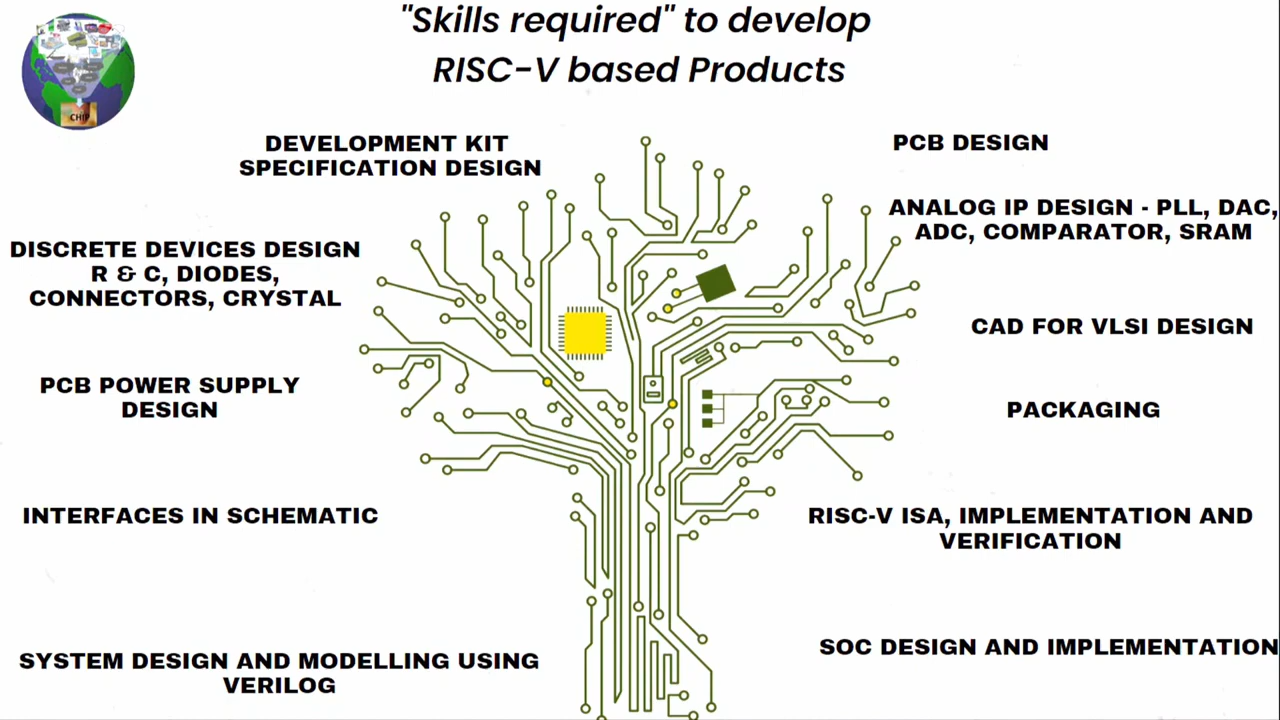 "Skills required" to develop
RISC-V based Products
CHIP
DEVELOPMENT KIT
SPECIFICATION DESIGN
DISCRETE DEVICES DESIGN
R & C, DIODES,
CONNECTORS, CRYSTAL
PCB POWER SUPPLY
DESIGN
INTERFACES IN SCHEMATIC
SYSTEM DESIGN AND MODELLING USING
VERILOG
PCB DESIGN
ANALOG IP DESIGN - PLL, DAC,
ADC, COMPARATOR, SRAM
CAD FOR VLSI DESIGN
PACKAGING
RISC-V ISA, IMPLEMENTATION AND
VERIFICATION
SOC DESIGN AND IMPLEMENTATION